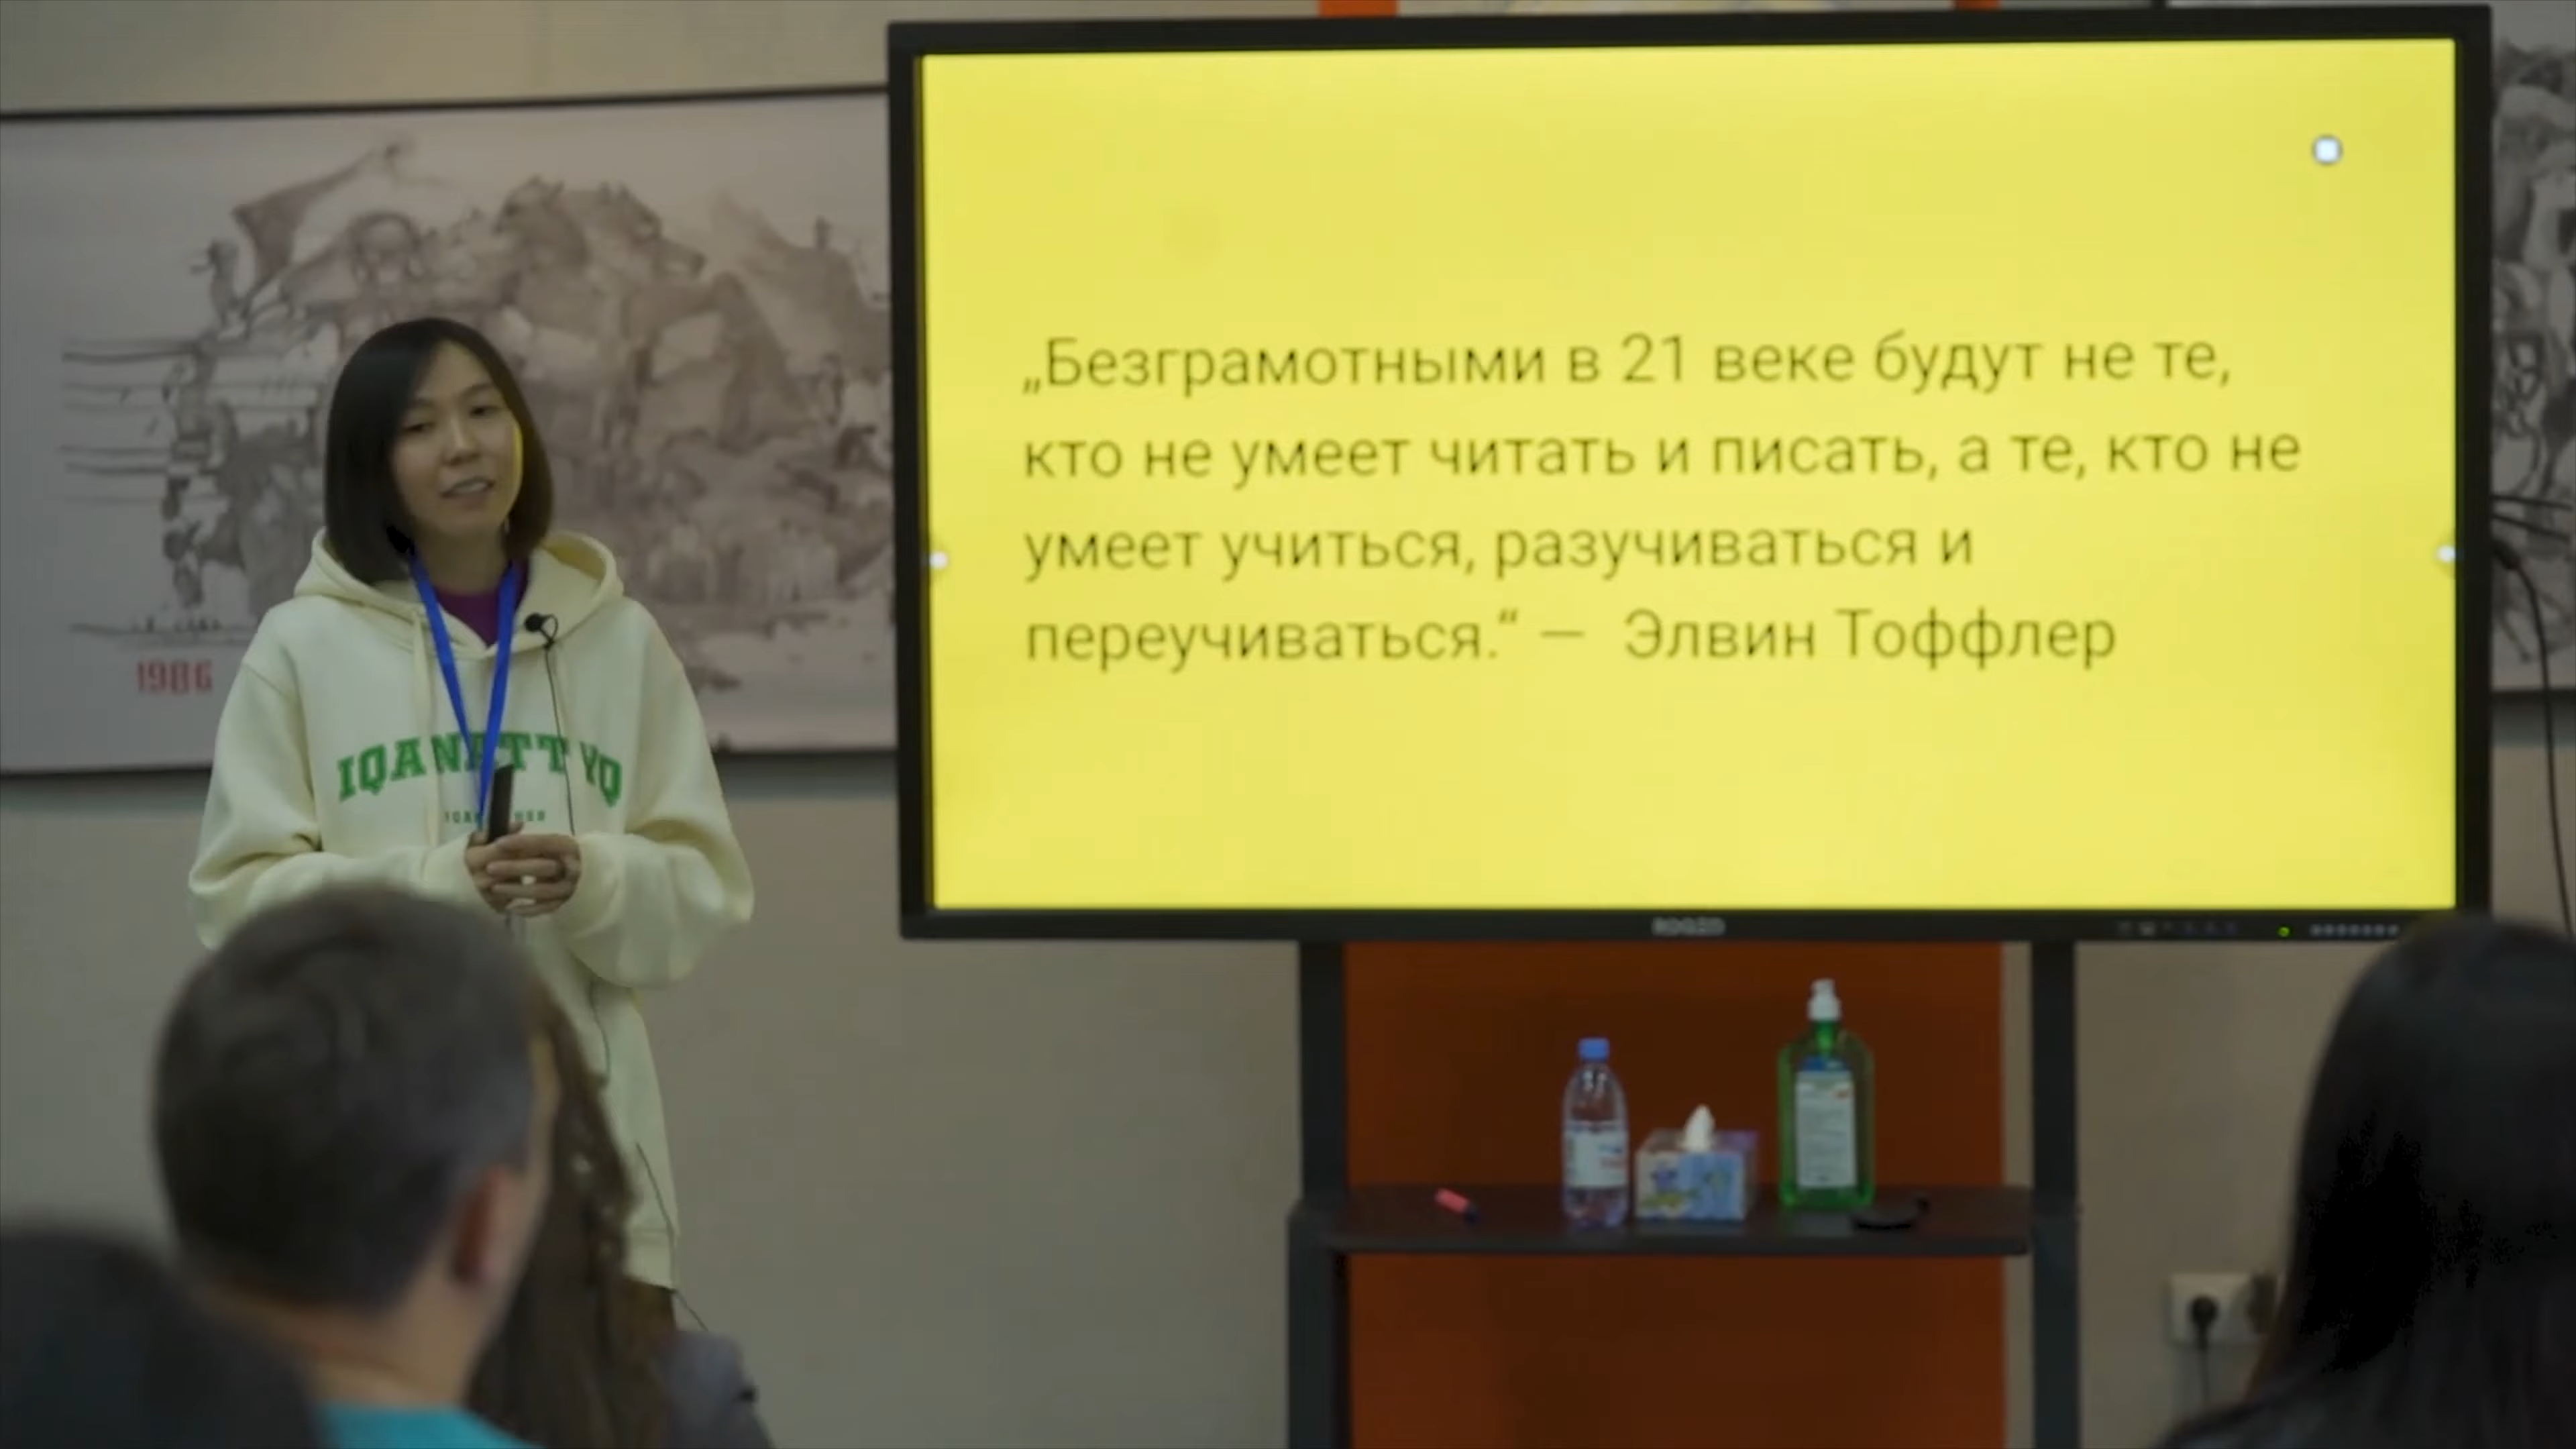 „Безграмотными в 21 веке будут не те,
кто не умеет читать и писать, а те, кто не
умеет учиться, разучиваться и
переучиваться.“ — Элвин Тоффлер
1986